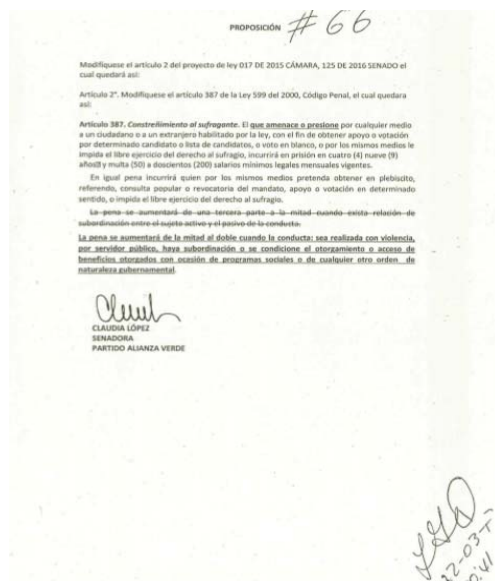 PROPOSICIÓN # 66
Modifíquese el artículo 2 del proyecto de ley 017 DE 2015 CÁMARA, 125 DE 2016 SENADO el
cual quedará así:
Artículo 2°. Modifíquese el artículo 387 de la Ley 599 del 2000, Código Penal, el cual quedara
así:
Artículo 387. Constreñimiento al sufragante. El que amenace o presione por cualquier medio
a un ciudadano o a un extranjero habilitado por la ley, con el fin de obtener apoyo o votación
por determinado candidato o lista de candidatos, o voto en blanco, o por los mismos medios le
impida el libre ejercicio del derecho al sufragio, incurrirá en prisión en cuatro (4) nueve (9)
años y multa (50) a doscientos (200) salarios mínimos legales mensuales vigentes.
En igual pena incurrirá quien por los mismos medios pretenda obtener en plebiscito,
referendo, consulta popular o revocatoria del mandato, apoyo o votación en determinado
sentido, o impida el libre ejercicio del derecho al sufragio.
La pena se aumentará de una tercera parte a la mitad cuando exista relación de
subordinación entre el sujeto activo y el pasivo de la conducta.
La pena se aumentará de la mitad al doble cuando la conducta: sea realizada con violencia,
por servidor público, haya subordinación o se condicione el otorgamiento o acceso de
beneficios otorgados con ocasión de programas sociales o de cualquier otro orden de
naturaleza gubernamental.
CLAUDIA LÓPEZ
SENADORA
PARTIDO ALIANZA VERDE